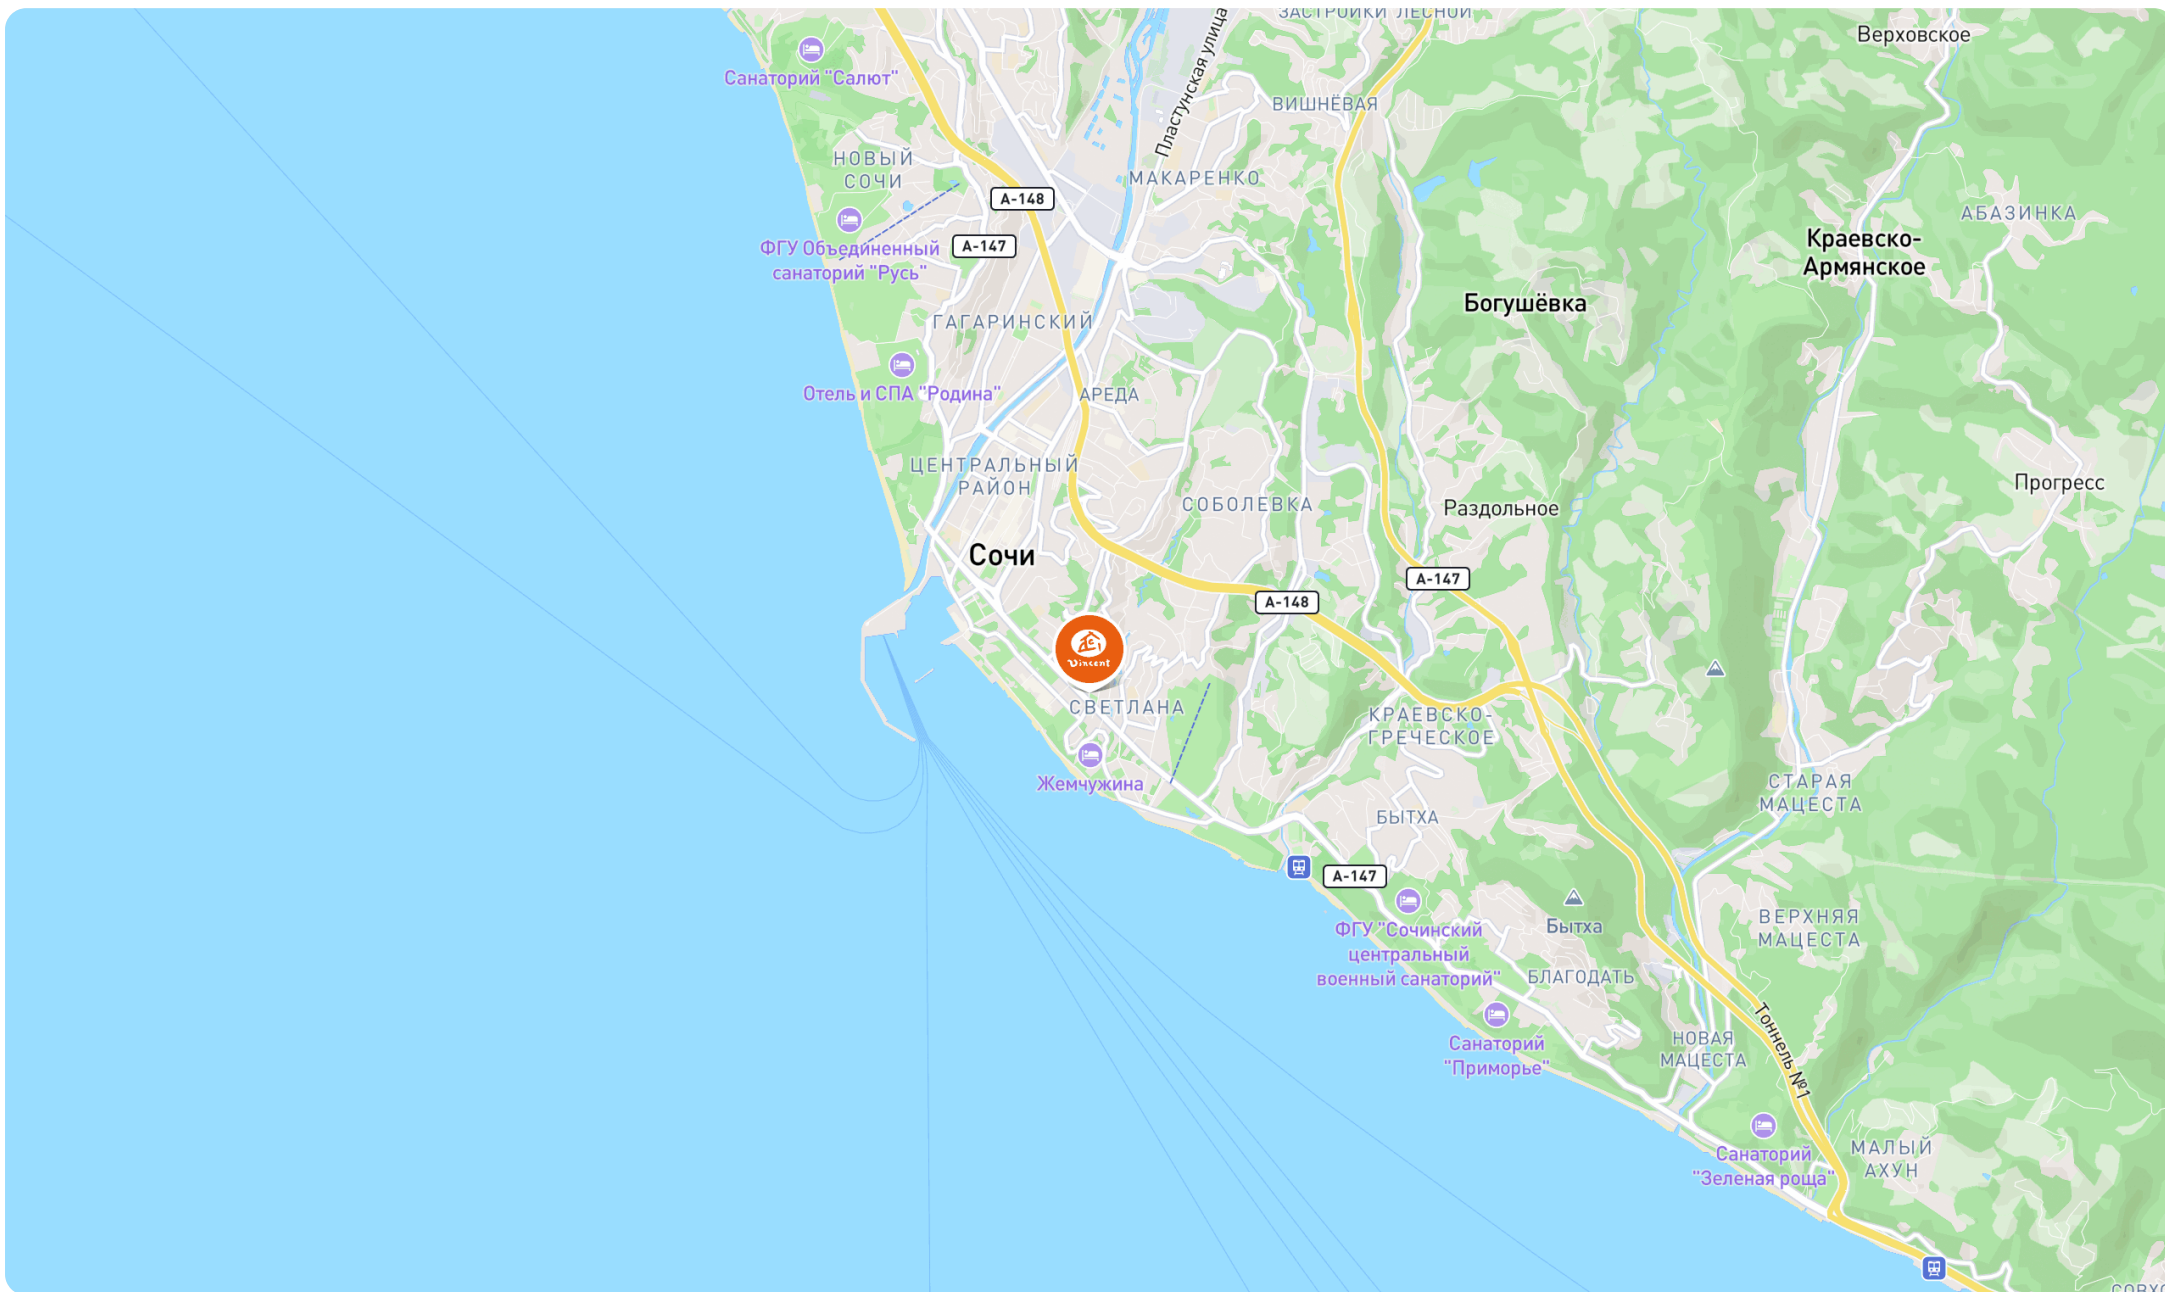 ЗАСТРОЙКИ ЛЕСНОЙ
Верховское
Санаторий "Салют"
Пластунская улица
ВИШНЁВАЯ
НОВЫЙ
СОЧИ
МАКАРЕНКО
А-148
АБАЗИНКА
ФГУ Объединенный
санаторий "Русь"
А-147
Краевско-
Армянское
Богушёвка
ГАГАРИНСКИЙ
Отель и СПА "Родина"
АРЕДА
ЦЕНТРАЛЬНЫЙ
РАЙОН
СОБОЛЕВКА
Раздольное
Прогресс
Сочи
А-147
А-148
Vincent
СВЕТЛАНА
КРАЕВСКО-
ГРЕЧЕСКОЕ
Жемчужина
СТАРАЯ
МАЦЕСТА
БЫТХА
А-147
ФГУ "Сочинский
центральный
военный санаторий"
Бытха
ВЕРХНЯЯ
МАЦЕСТА
БЛАГОДАТЬ
Санаторий
"Приморье"
НОВАЯ
МАЦЕСТА
Тоннель №1
Санаторий
"Зеленая роща"
МАЛЫЙ
АХУН